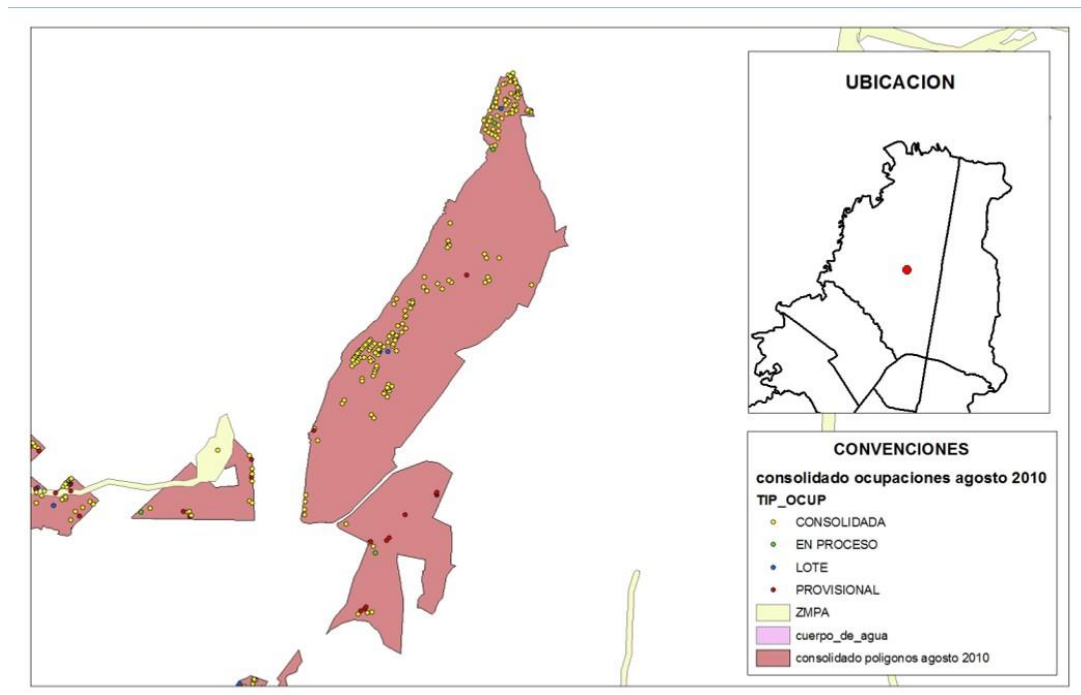 UBICACION
CONVENCIONES
consolidado ocupaciones agosto 2010
TIP_OCUP
CONSOLIDADA
EN PROCESO
LOTE
PROVISIONAL
ZMPA
cuerpo_de_agua
consolidado poligonos agosto 2010